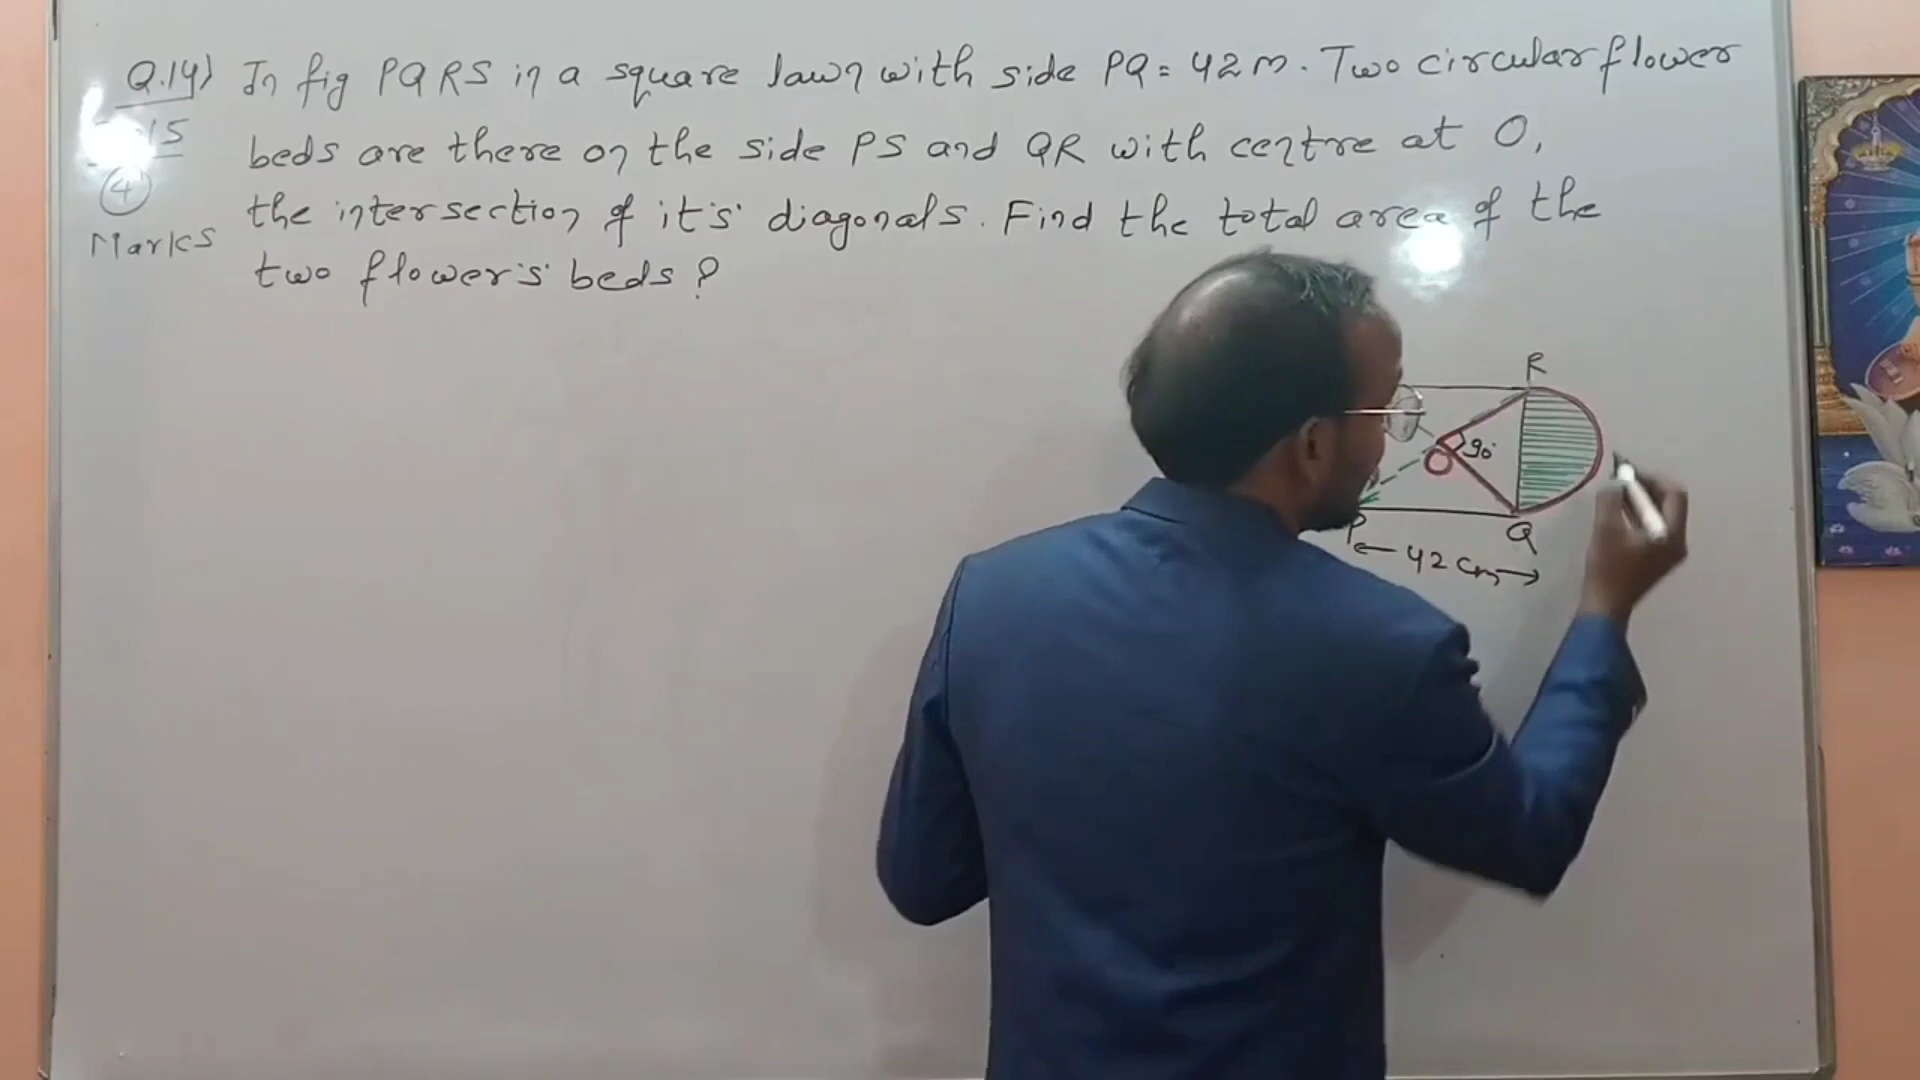 Q.14) In fig PQRS is a square lawn with side PQ = 42 m. Two circular flower
15
beds are there on the side PS and QR with centre at O,
4
the intersection of it's diagonals. Find the total area of the
Marks
two flower's beds?
R
O
90°
P
Q
42 cm